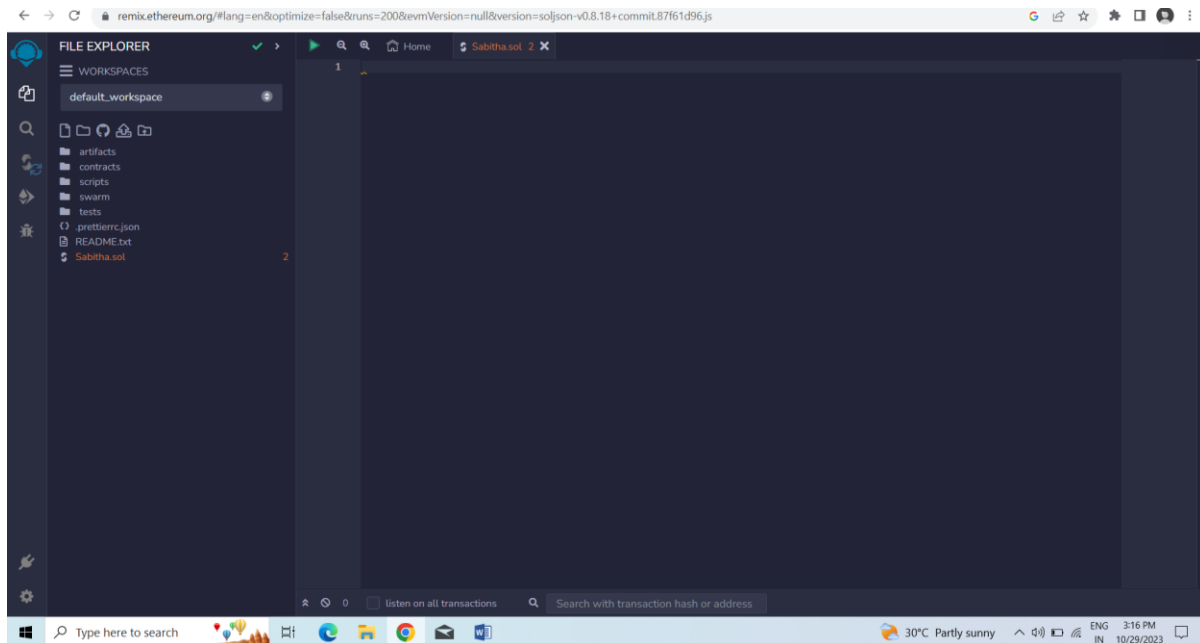 remix.ethereum.org/#lang=en&optimize=false&runs=200&evmVersion=null&version=soljson-v0.8.18+commit.87f61d96.js
FILE EXPLORER
Home
Sabitha.sol 2
WORKSPACES
1
default_workspace
artifacts
contracts
scripts
swarm
tests
.prettierrc.json
README.txt
Sabitha.sol 2
0 listen on all transactions Search with transaction hash or address
Type here to search
30°C Partly sunny
ENG
IN
3:16 PM
10/29/2023